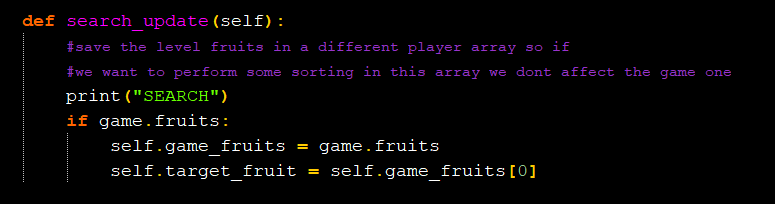 def search_update(self):
#save the level fruits in a different player array so if
#we want to perform some sorting in this array we dont affect the game one
print("SEARCH")
if game.fruits:
self.game_fruits = game.fruits
self.target_fruit = self.game_fruits[0]